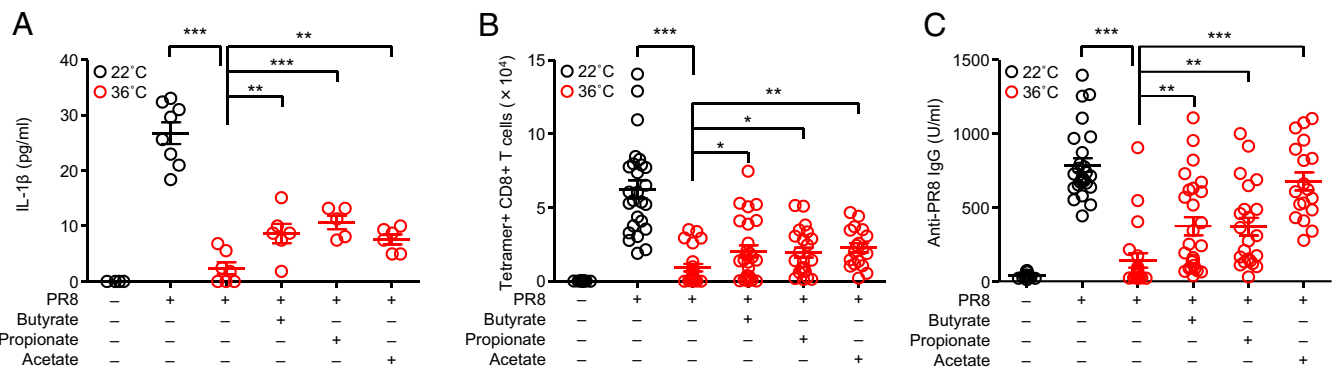 A
IL-1β (pg/ml)
40
30
20
10
0
22˚C
36˚C
***
**
***
**
PR8 – + + + + +
Butyrate – – – + – –
Propionate – – – – + –
Acetate – – – – – +
B
Tetramer+ CD8+ T cells (× 10⁴)
15
10
5
0
22˚C
36˚C
***
**
*
*
PR8 – + + + + +
Butyrate – – – + – –
Propionate – – – – + –
Acetate – – – – – +
C
Anti-PR8 IgG (U/ml)
1500
1000
500
0
22˚C
36˚C
***
***
**
**
PR8 – + + + + +
Butyrate – – – + – –
Propionate – – – – + –
Acetate – – – – – +